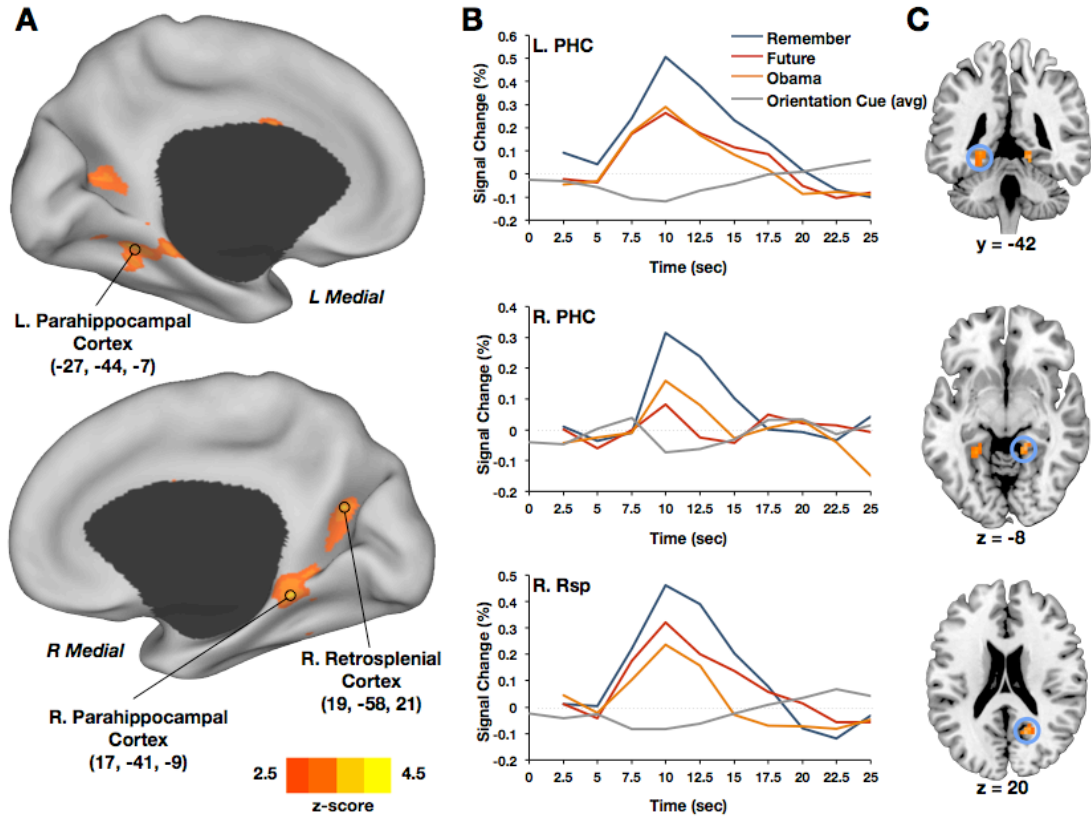 A
L Medial
L. Parahippocampal
Cortex
(-27, -44, -7)
R Medial
R. Retrosplenial
Cortex
(19, -58, 21)
R. Parahippocampal
Cortex
(17, -41, -9)
2.5 4.5
z-score
B
L. PHC
Remember
Future
Obama
Orientation Cue (avg)
Signal Change (%)
0.6
0.5
0.4
0.3
0.2
0.1
0
-0.1
-0.2
0 2.5 5 7.5 10 12.5 15 17.5 20 22.5 25
Time (sec)
R. PHC
Signal Change (%)
0.4
0.3
0.2
0.1
0
-0.1
-0.2
0 2.5 5 7.5 10 12.5 15 17.5 20 22.5 25
Time (sec)
R. Rsp
Signal Change (%)
0.5
0.4
0.3
0.2
0.1
0
-0.1
-0.2
0 2.5 5 7.5 10 12.5 15 17.5 20 22.5 25
Time (sec)
C
y = -42
z = -8
z = 20